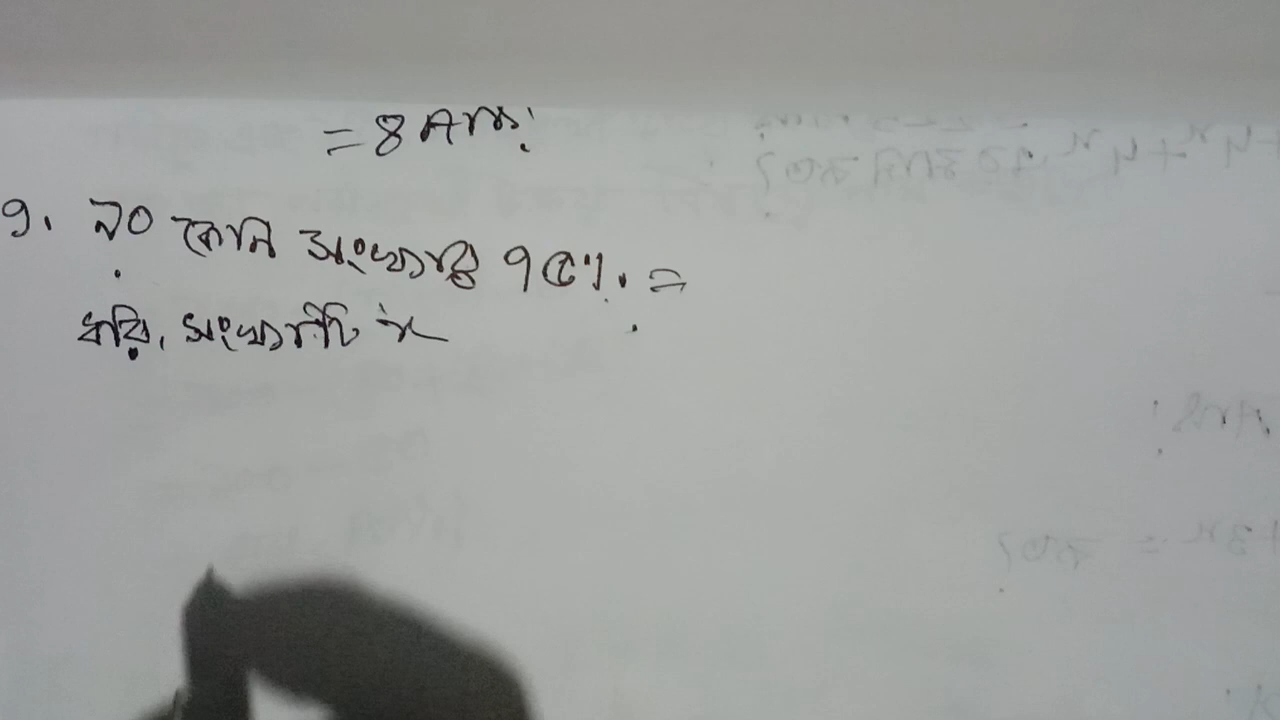 = 8 Ans:
৭. ৯০ কোন সংখ্যার ৭৫% =
ধরি, সংখ্যাটি x